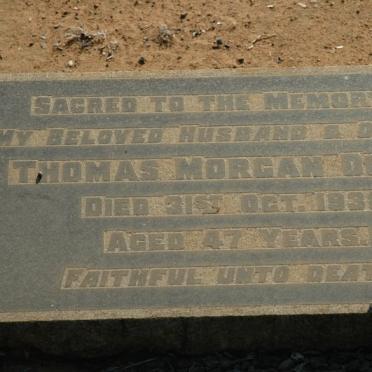 SACRED TO THE MEMOR
MY BELOVED HUSBAND & O
THOMAS MORGAN
DIED 31ST OCT. 193
AGED 47 YEARS.
FAITHFUL UNTO DEAT